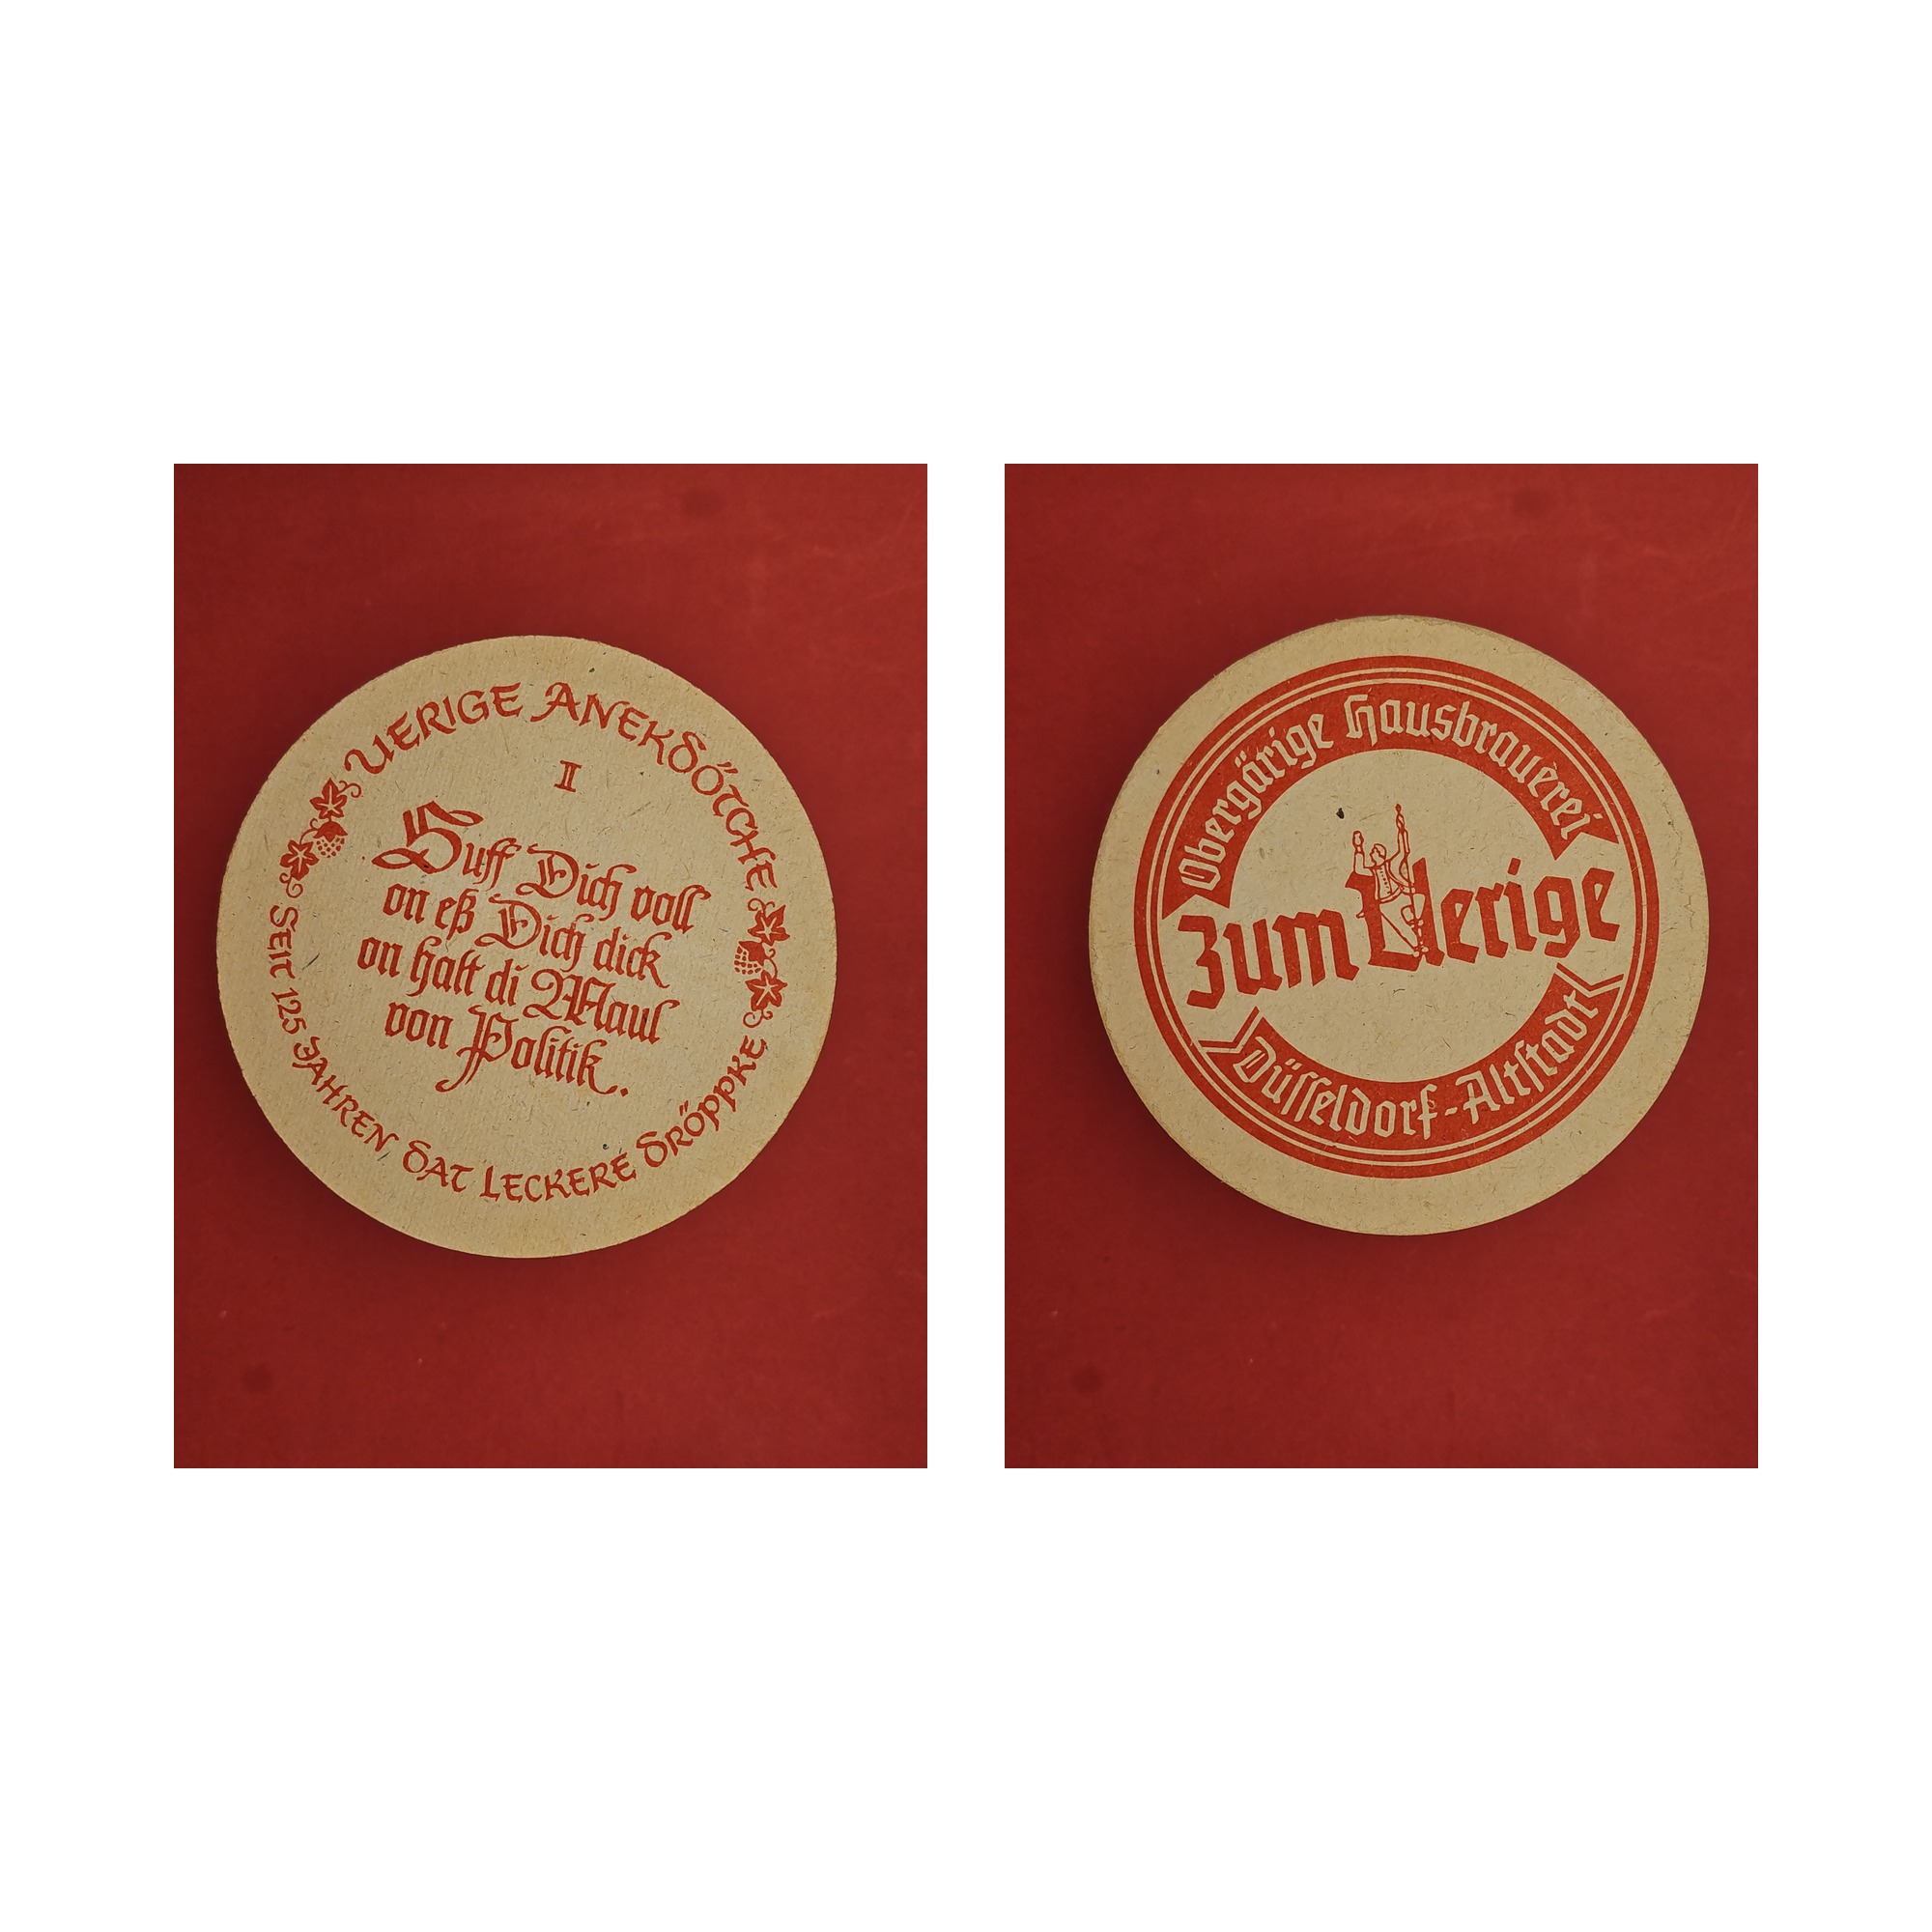 UERIGE ANEKDÖTCHE
II
Suff Dich voll
on eß Dich dick
on halt di Maul
von Politik.
SEIT 125 JAHREN DAT LECKERE DRÖPPKE
Obergärige Hausbrauerei
Zum Uerige
Düsseldorf-Altstadt